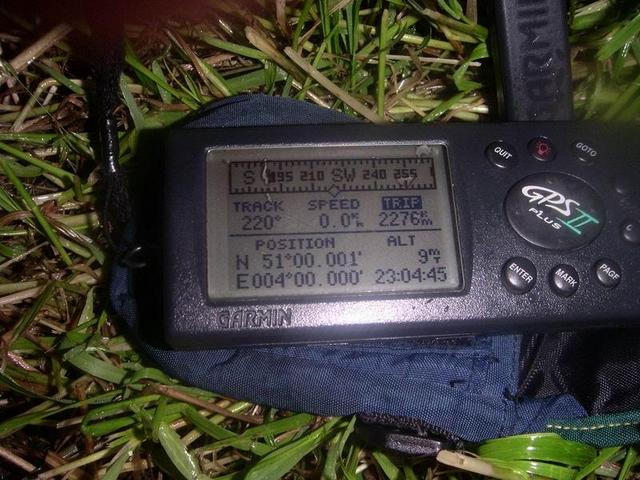 GARMIN
S 195 210 SW 240 255
TRACK SPEED TRIP
220° 0.0 2276
POSITION ALT
N 51°00.001' 9
E004°00.000' 23:04:45
GARMIN
QUIT
GOTO
GPS II
PLUS
ENTER
MARK
PAGE